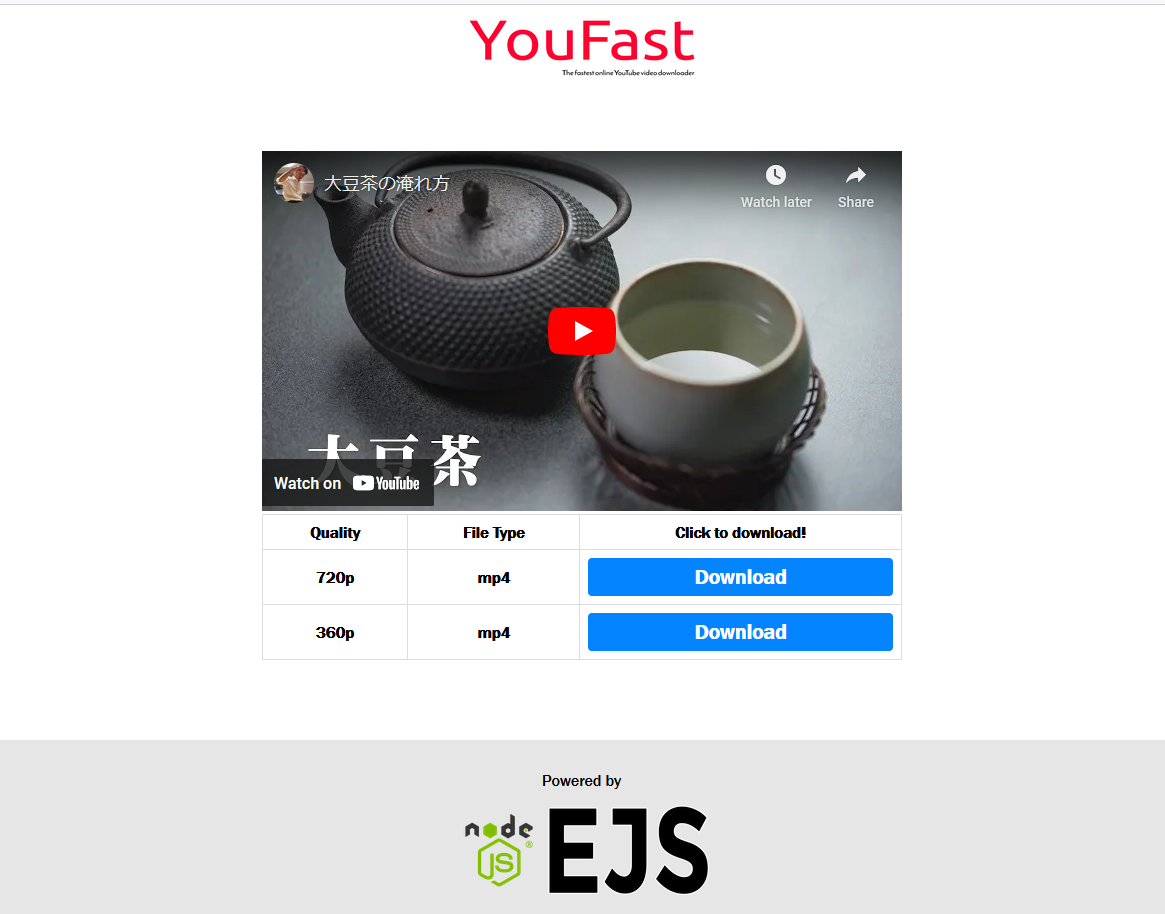 YouFast
The fastest online YouTube video downloader
大豆茶の淹れ方
Watch later
Share
大豆茶
Watch on YouTube
Quality File Type Click to download!
720p mp4 Download
360p mp4 Download
Powered by
node
JS
®
EJS